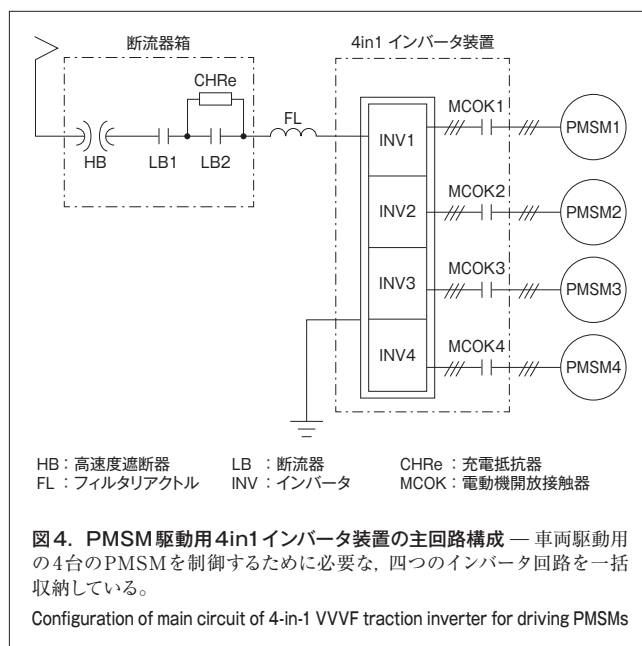 断流器箱
4in1 インバータ装置
CHRe
FL
HB
LB1
LB2
INV1
INV2
INV3
INV4
MCOK1
MCOK2
MCOK3
MCOK4
PMSM1
PMSM2
PMSM3
PMSM4
HB：高速度遮断器 LB：断流器 CHRe：充電抵抗器
FL：フィルタリアクトル INV：インバータ MCOK：電動機開放接触器
図4．PMSM駆動用4in1インバータ装置の主回路構成 — 車両駆動用
の4台のPMSMを制御するために必要な，四つのインバータ回路を一括
収納している。
Configuration of main circuit of 4-in-1 VVVF traction inverter for driving PMSMs